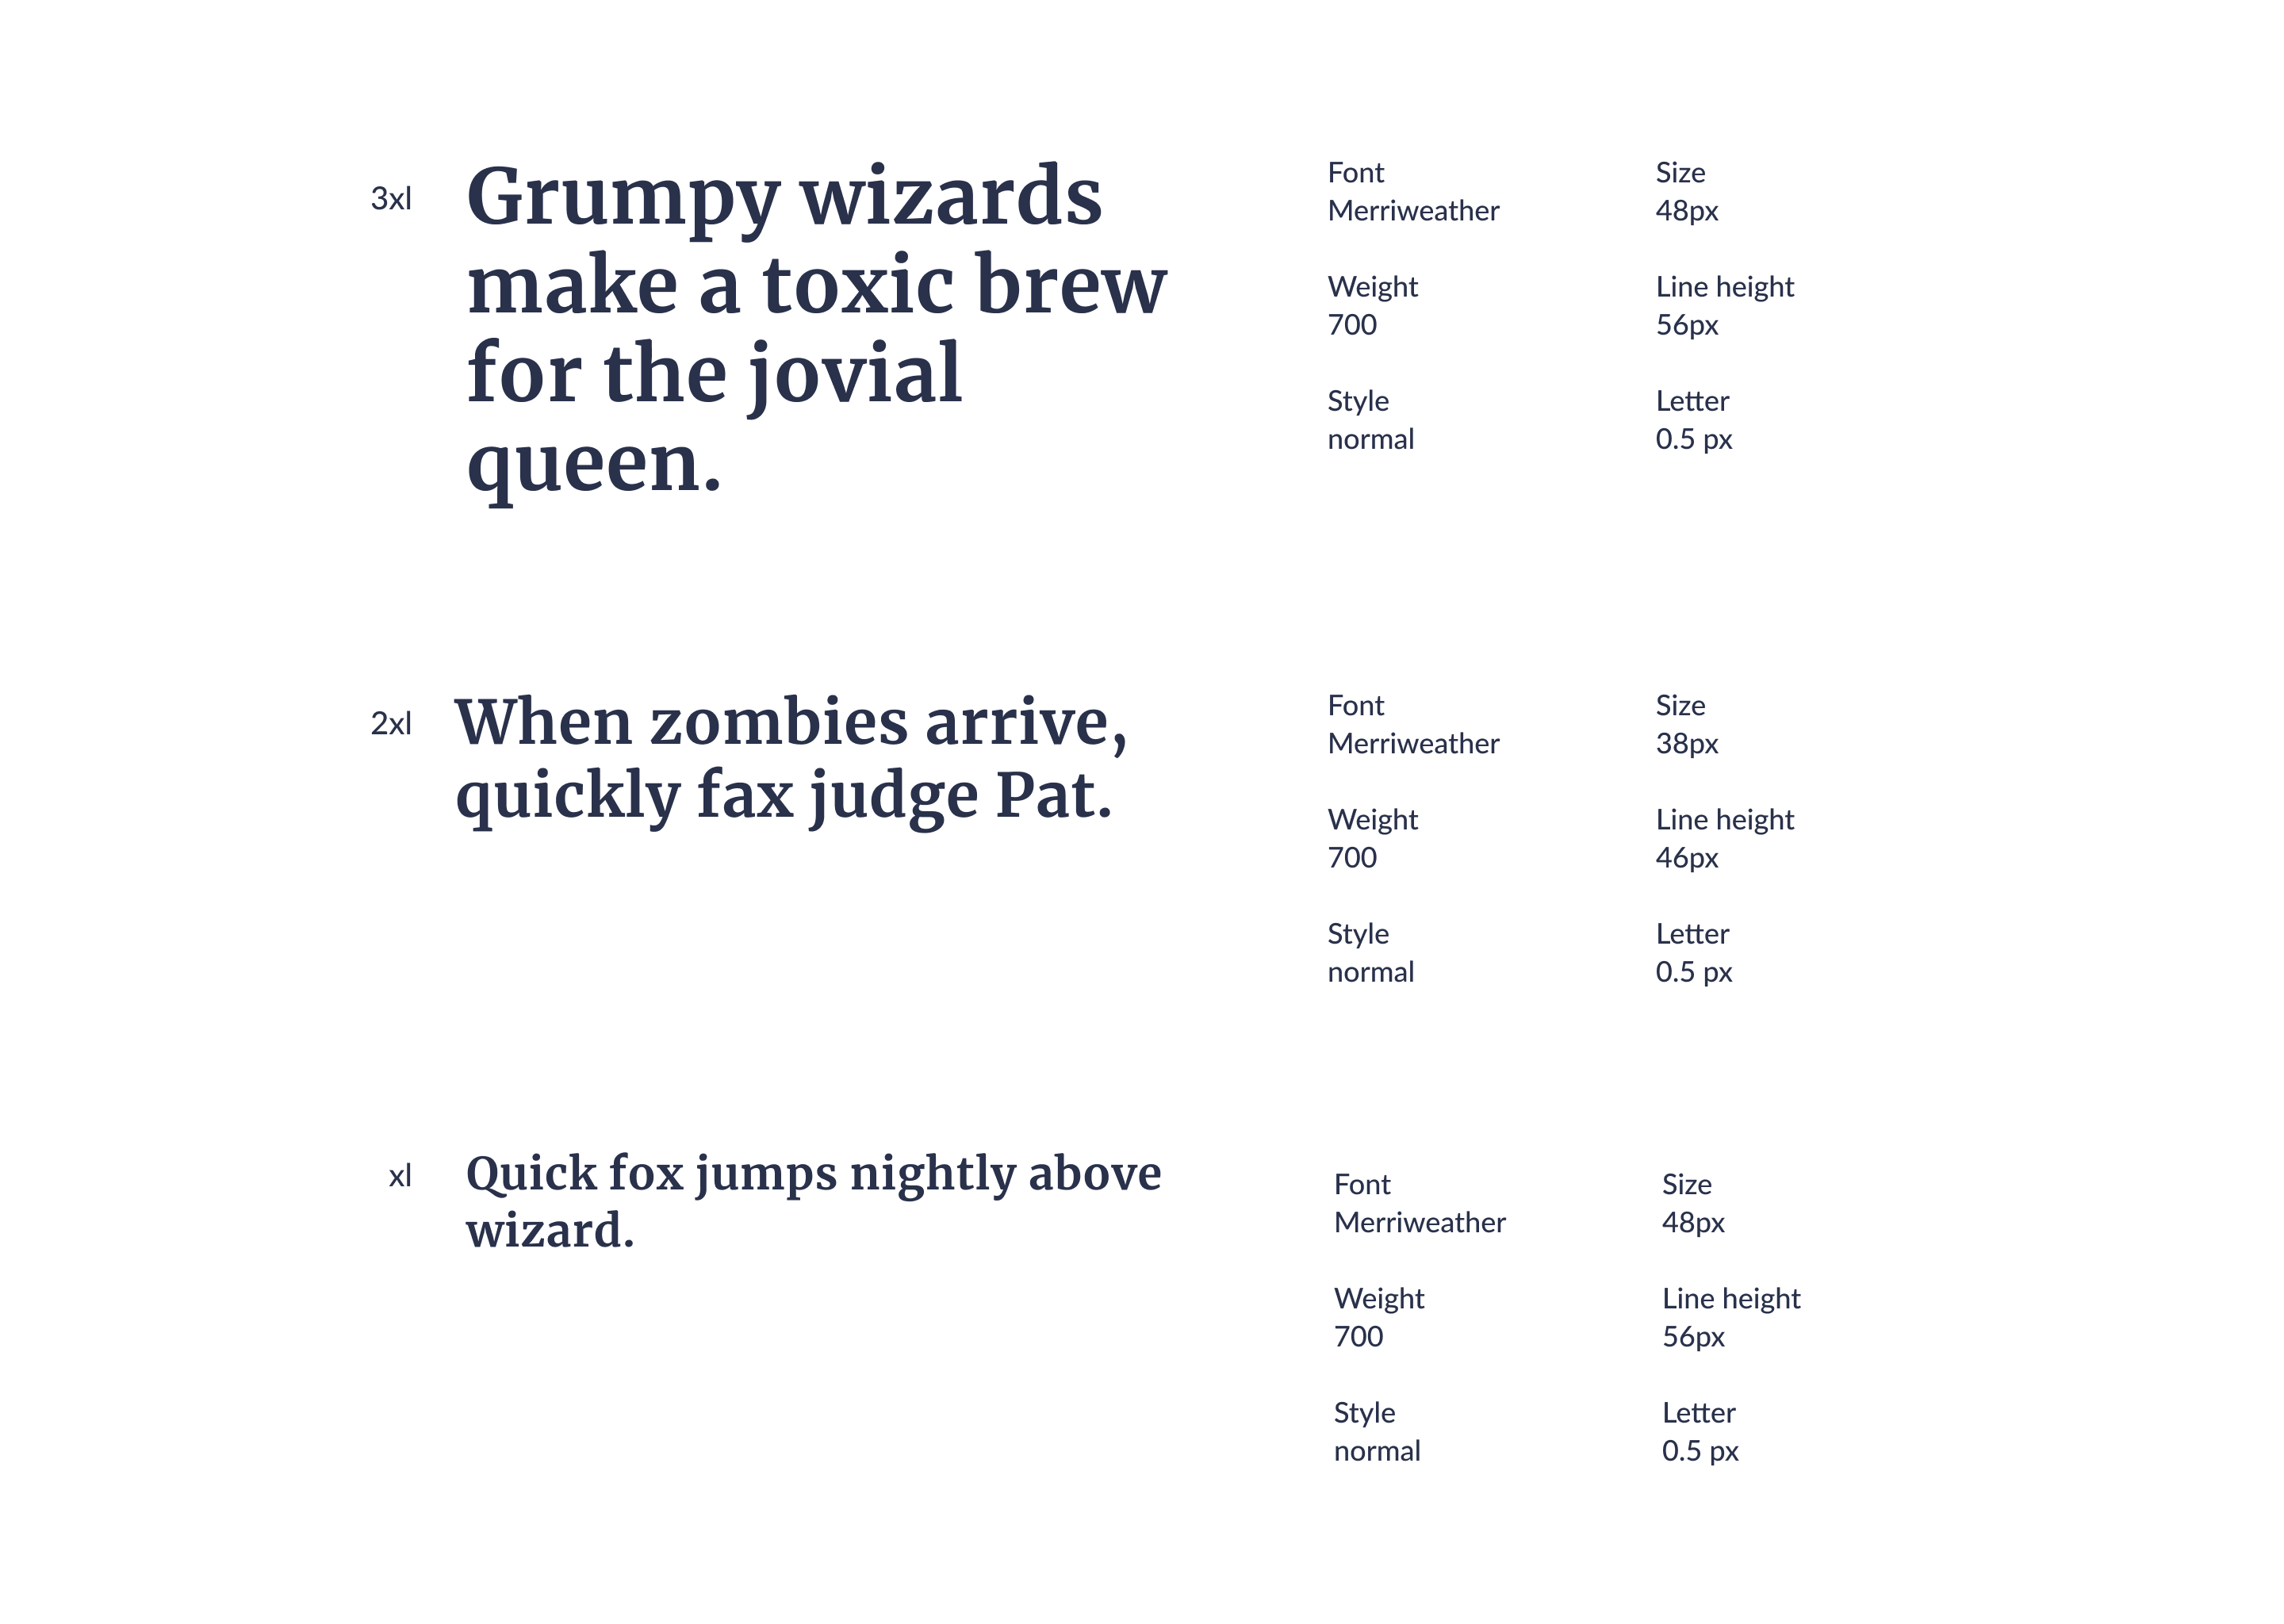 3xl
Grumpy wizards
make a toxic brew
for the jovial
queen.
Font
Merriweather
Size
48px
Weight
700
Line height
56px
Style
normal
Letter
0.5 px
2xl
When zombies arrive,
quickly fax judge Pat.
Font
Merriweather
Size
38px
Weight
700
Line height
46px
Style
normal
Letter
0.5 px
xl
Quick fox jumps nightly above
wizard.
Font
Merriweather
Size
48px
Weight
700
Line height
56px
Style
normal
Letter
0.5 px